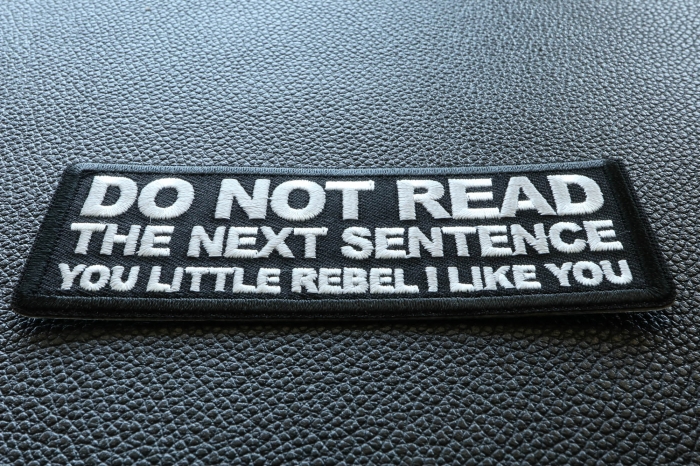 DO NOT READ
THE NEXT SENTENCE
YOU LITTLE REBEL I LIKE YOU